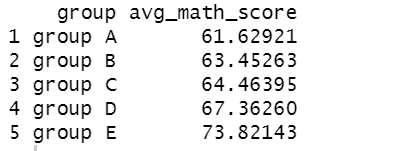 group avg_math_score
1 group A 61.62921
2 group B 63.45263
3 group C 64.46395
4 group D 67.36260
5 group E 73.82143